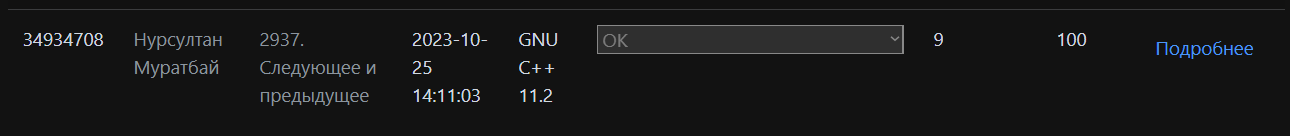 34934708
Нурсултан
Муратбай
2937.
Следующее и
предыдущее
2023-10-
25
14:11:03
GNU
C++
11.2
OK
9
100
Подробнее